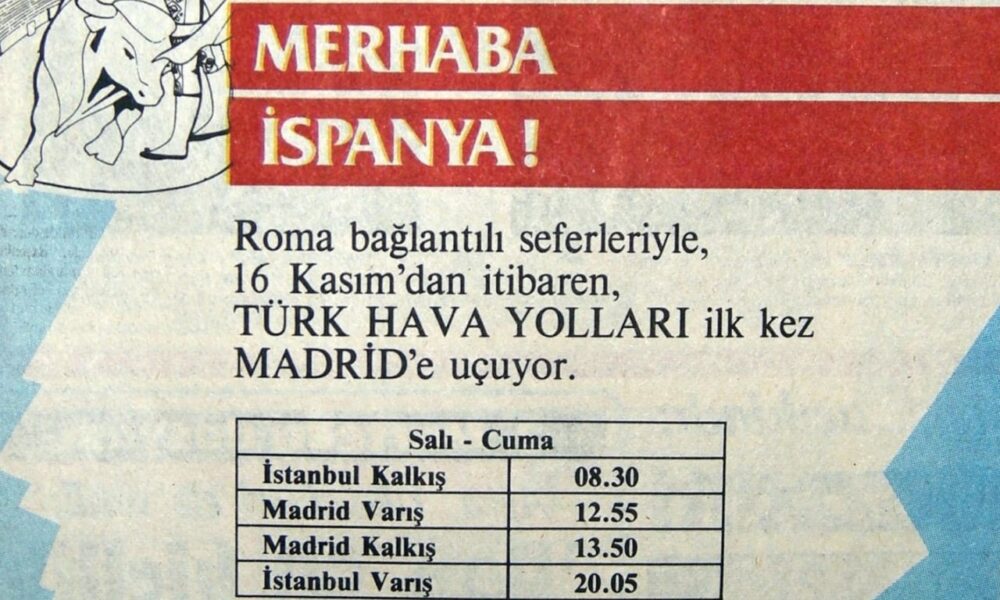 MERHABA
İSPANYA!
Roma bağlantılı seferleriyle,
16 Kasım'dan itibaren,
TÜRK HAVA YOLLARI ilk kez
MADRİD'e uçuyor.
Salı - Cuma
İstanbul Kalkış 08.30
Madrid Varış 12.55
Madrid Kalkış 13.50
İstanbul Varış 20.05